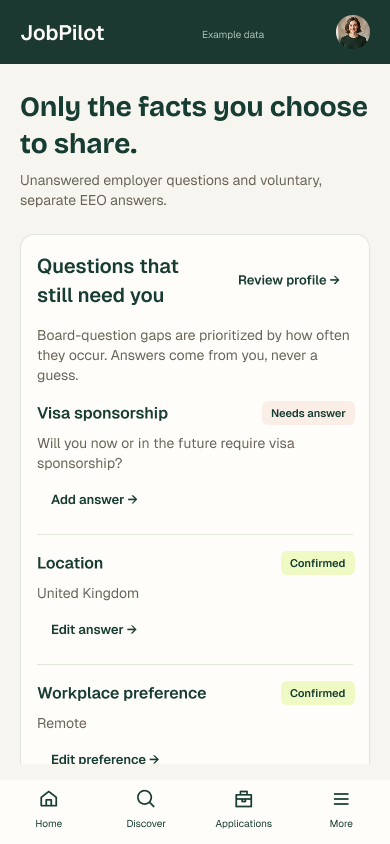 JobPilot
Example data
Only the facts you choose
to share.
Unanswered employer questions and voluntary,
separate EEO answers.
Questions that
still need you
Review profile →
Board-question gaps are prioritized by how often
they occur. Answers come from you, never a
guess.
Visa sponsorship
Needs answer
Will you now or in the future require visa
sponsorship?
Add answer →
Location
Confirmed
United Kingdom
Edit answer →
Workplace preference
Confirmed
Remote
Edit preference →
Home
Discover
Applications
More